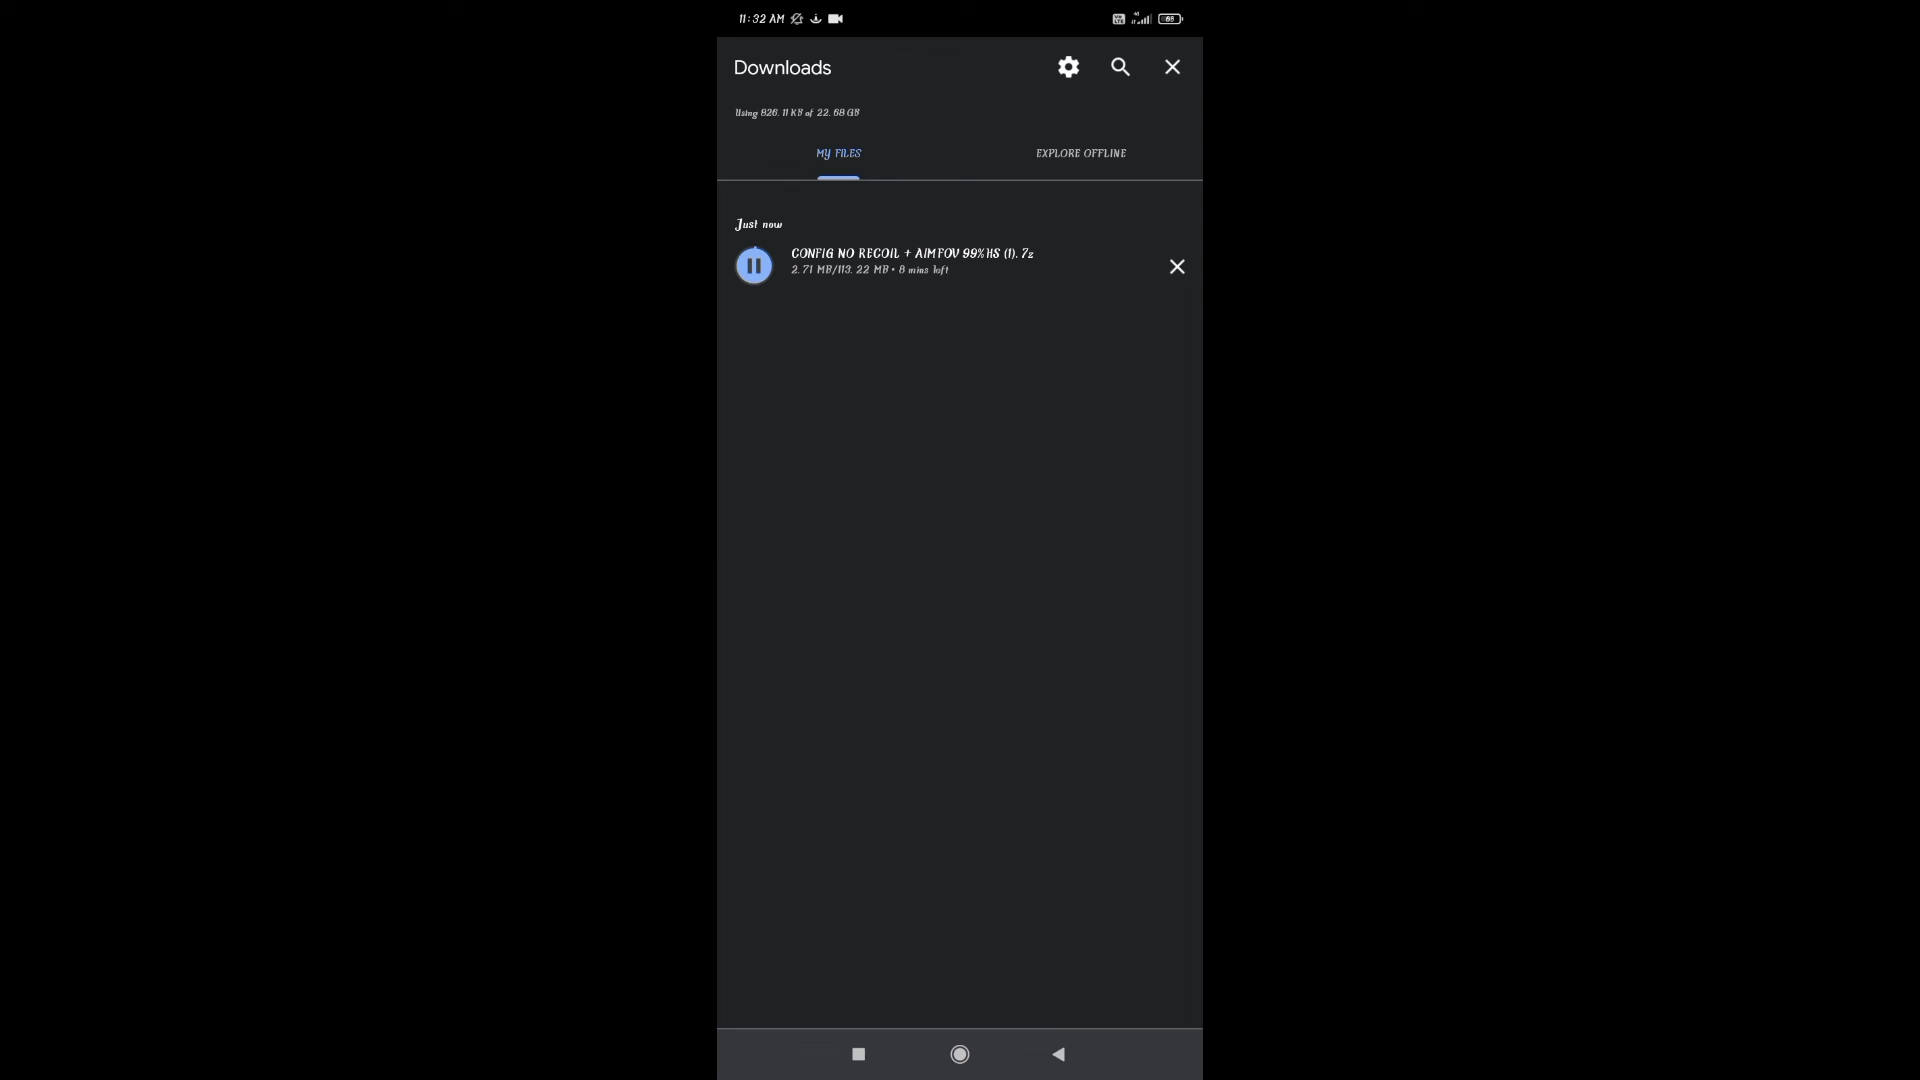 11:32 AM
Downloads
Using 826. 11 KB of 22. 68 GB
MY FILES
EXPLORE OFFLINE
Just now
CONFIG NO RECOIL + AIMFOV 99%HS (1). 7z
2. 71 MB/113. 22 MB • 8 mins left